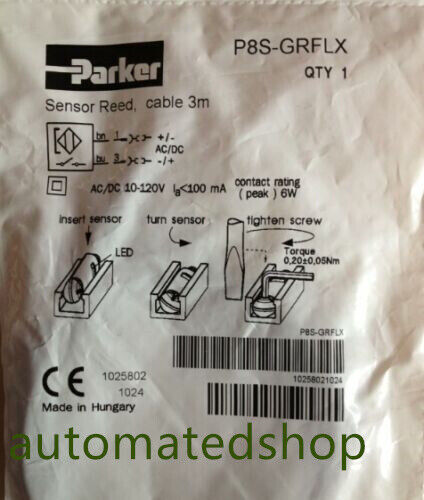 Parker
P8S-GRFLX
QTY 1
Sensor Reed, cable 3m
bn 1 +/-
AC/DC
bu 3 -/+
AC/DC 10-120V IB<100 mA contact rating (peak) 6W
insert sensor
turn sensor
tighten screw
LED
Torque
0,20±0,05Nm
P8S-GRFLX
10258021024
CE
1025802
1024
Made in Hungary
automatedshop